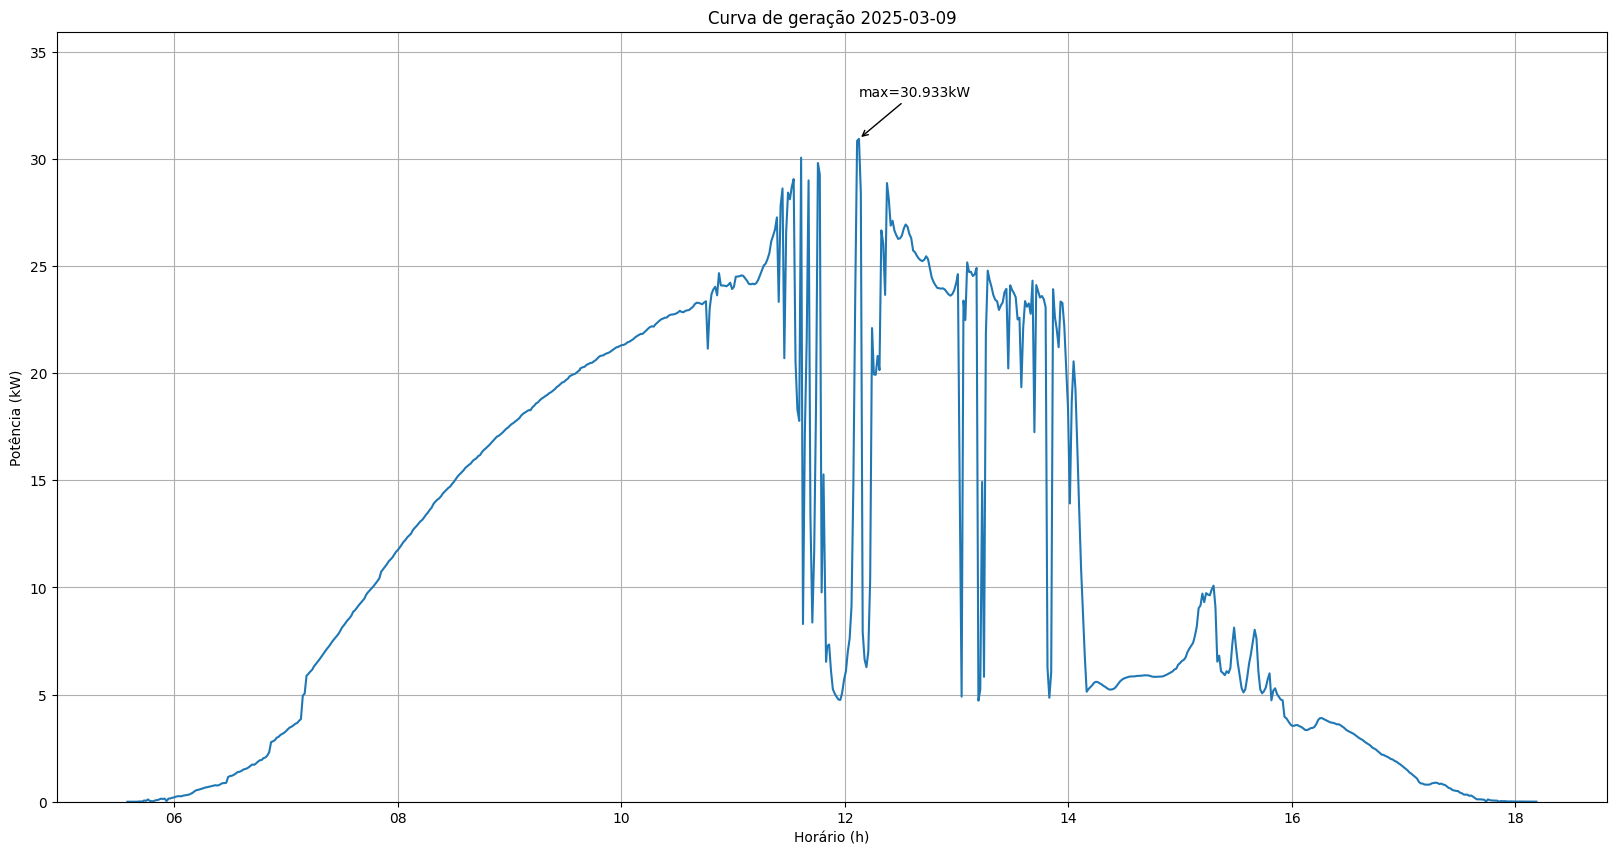 Curva de geração 2025-03-09
max=30.933kW
Potência (kW)
35
30
25
20
15
10
5
0
06 08 10 12 14 16 18
Horário (h)